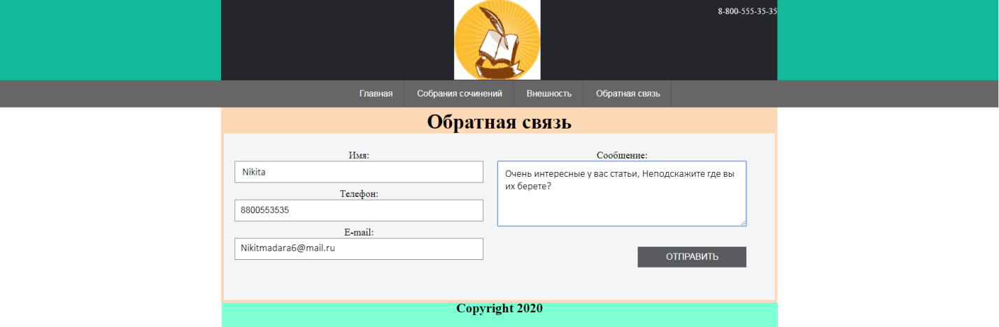 8-800-555-35-35
Главная Собрания сочинений Внешность Обратная связь
Обратная связь
Имя:
Nikita
Телефон:
8800553535
E-mail:
Nikitmadara6@mail.ru
Сообщение:
Очень интересные у вас статьи, Неподскажите где вы
их берете?
ОТПРАВИТЬ
Copyright 2020